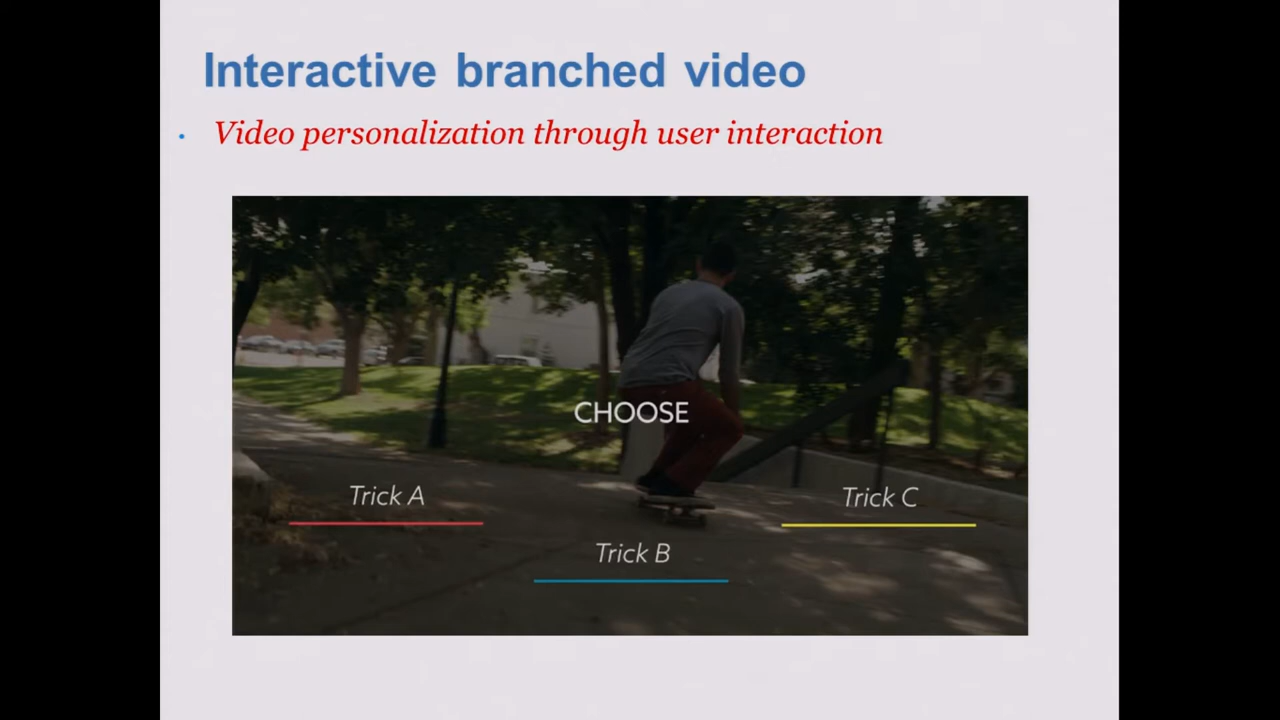 Interactive branched video
• Video personalization through user interaction
CHOOSE
Trick A
Trick C
Trick B